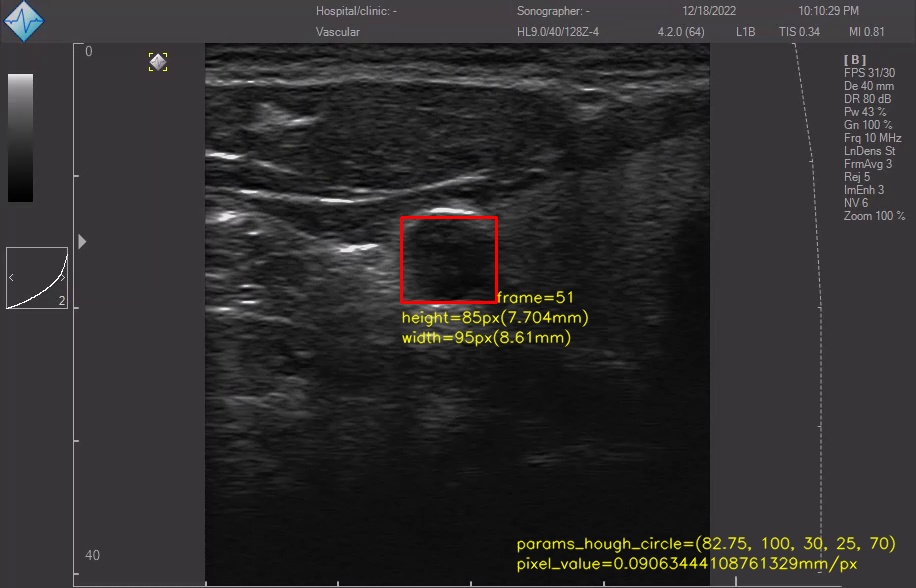 Hospital/clinic: - Sonographer: - 12/18/2022 10:10:29 PM
Vascular HL9.0/40/128Z-4 4.2.0 (64) L1B TIS 0.34 MI 0.81
0
[ B ]
FPS 31/30
De 40 mm
DR 80 dB
Pw 43 %
Gn 100 %
Frq 10 MHz
LnDens St
FrmAvg 3
Rej 5
ImEnh 3
NV 6
Zoom 100 %
2
frame=51
height=85px(7.704mm)
width=95px(8.61mm)
params_hough_circle=(82.75, 100, 30, 25, 70)
40
pixel_value=0.09063444108761329mm/px